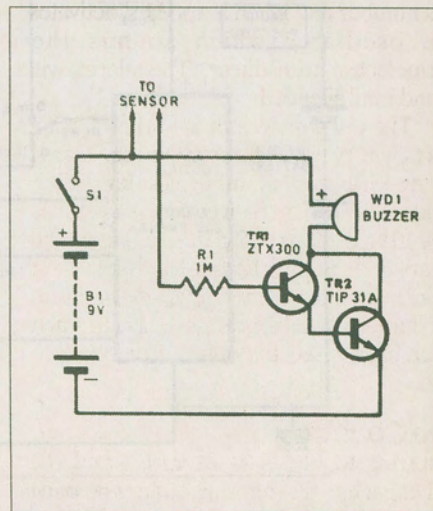 TO
SENSOR
S1
+
B1
9V
−
R1
1M
TR1
ZTX300
TR2
TIP 31A
+
WD1
BUZZER